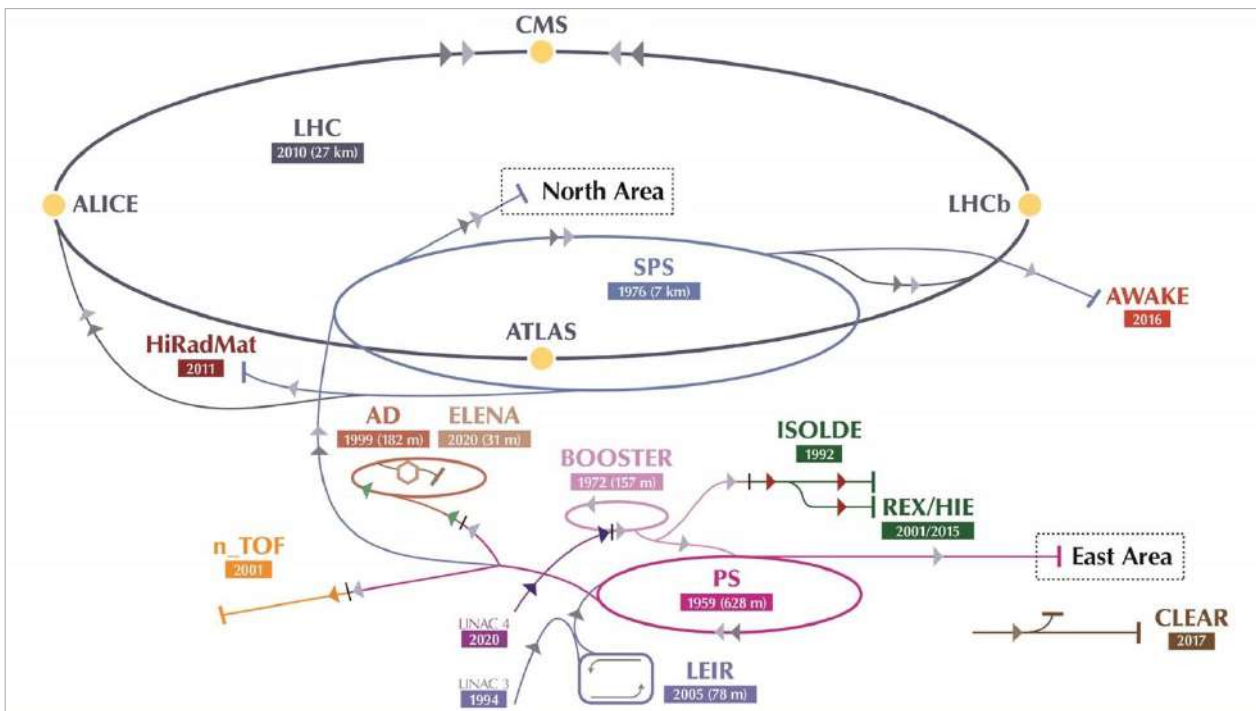 CMS
LHC
2010 (27 km)
North Area
ALICE
LHCb
SPS
1976 (7 km)
AWAKE
2016
ATLAS
HiRadMat
2011
AD
1999 (182 m)
ELENA
2020 (31 m)
ISOLDE
1992
BOOSTER
1972 (157 m)
REX/HIE
2001/2015
n_TOF
2001
East Area
PS
1959 (628 m)
LINAC 4
2020
CLEAR
2017
LINAC 3
1994
LEIR
2005 (78 m)